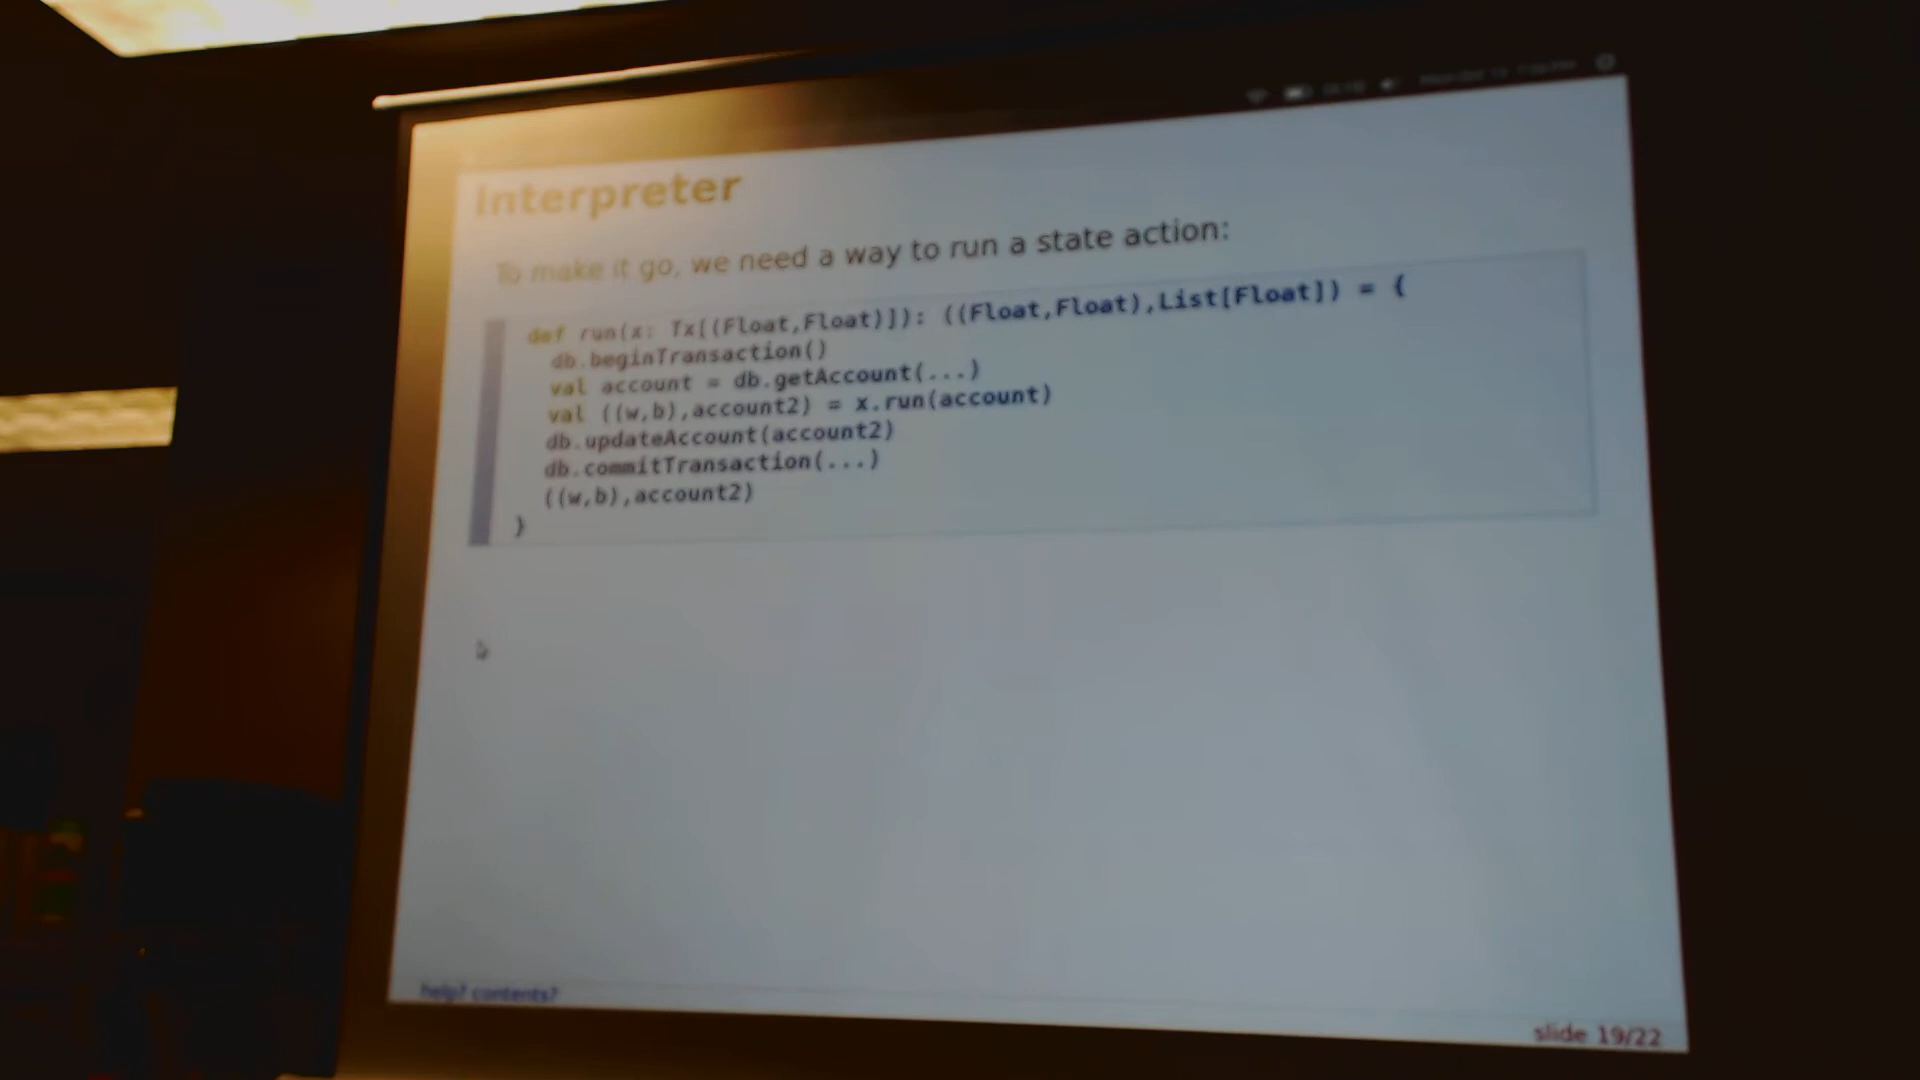 Interpreter
To make it go, we need a way to run a state action:
def run(x: Tx[(Float,Float)]): ((Float,Float),List[Float]) = {
db.beginTransaction()
val account = db.getAccount(...)
val ((w,b),account2) = x.run(account)
db.updateAccount(account2)
db.commitTransaction(...)
((w,b),account2)
}
help? contents?
slide 19/22